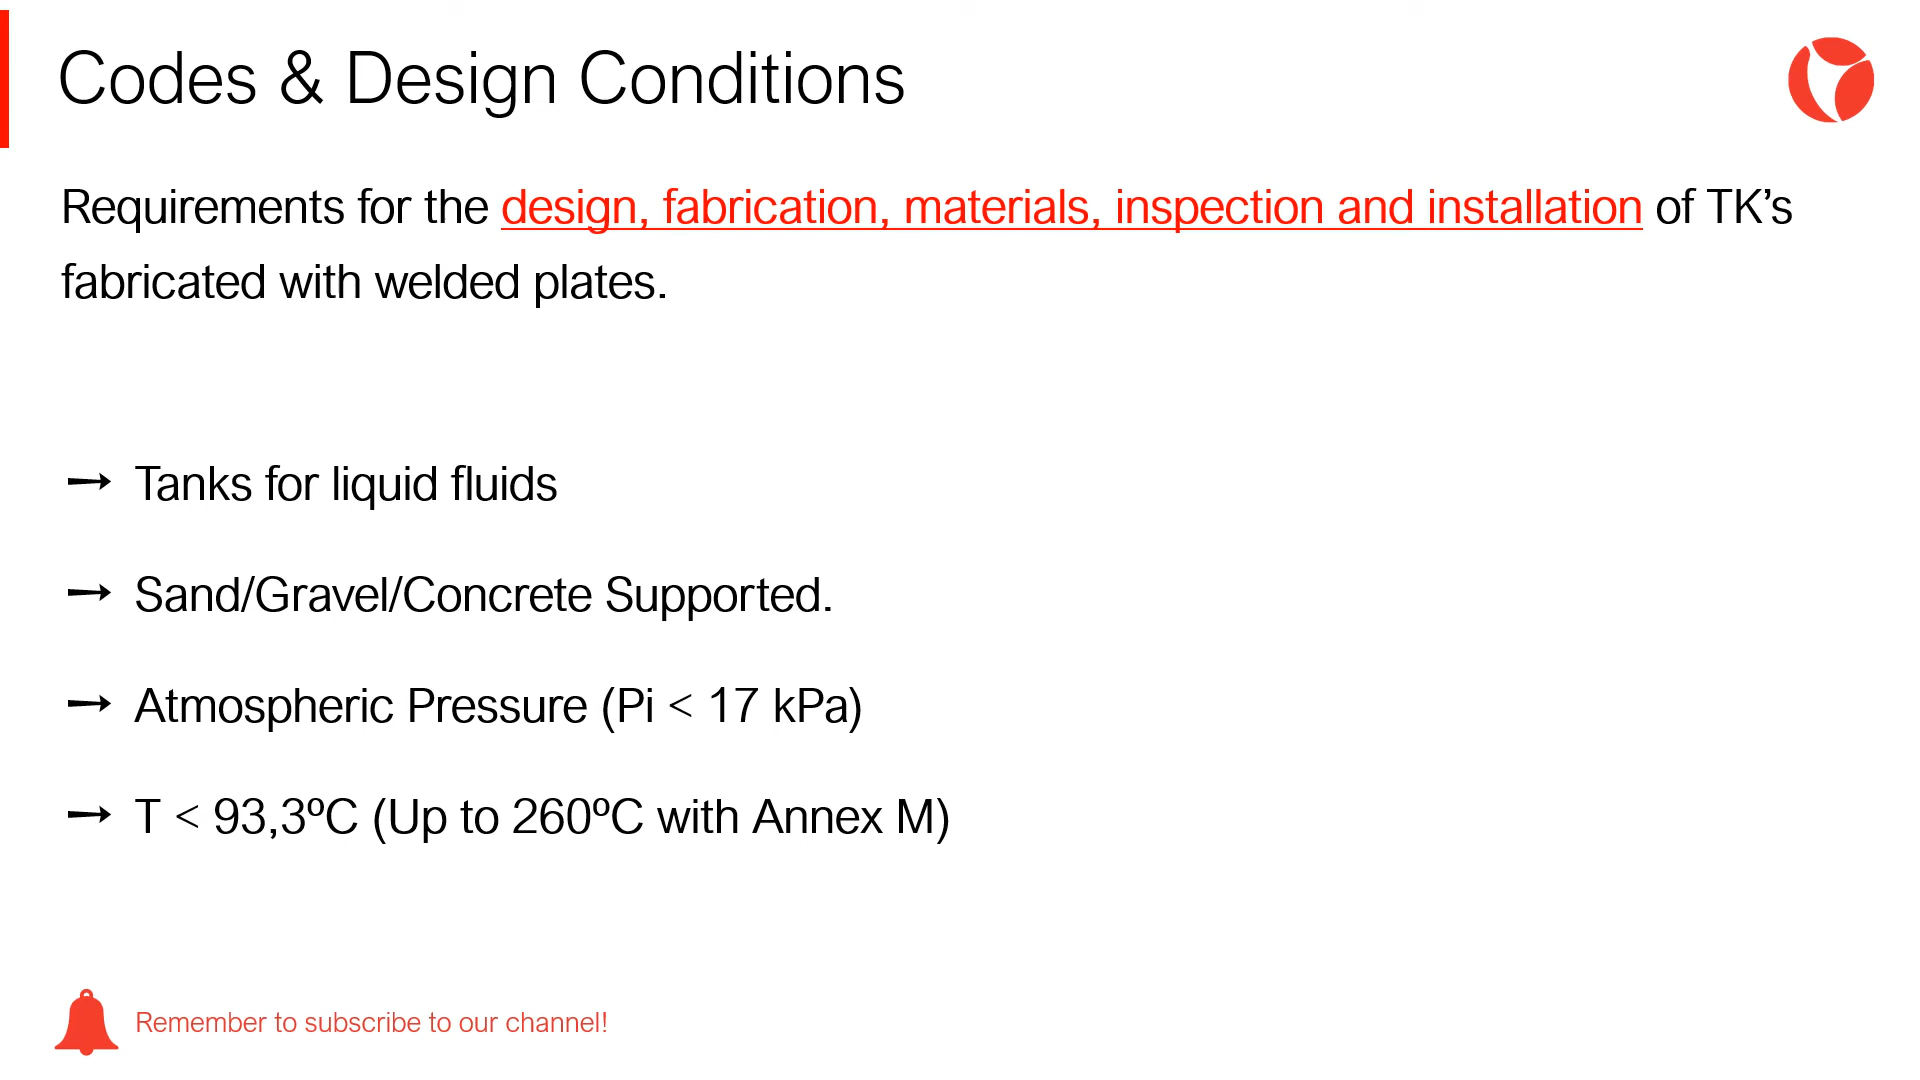 Codes & Design Conditions
Requirements for the design, fabrication, materials, inspection and installation of TK’s
fabricated with welded plates.
Tanks for liquid fluids
Sand/Gravel/Concrete Supported.
Atmospheric Pressure (Pi < 17 kPa)
T < 93,3ºC (Up to 260ºC with Annex M)
Remember to subscribe to our channel!